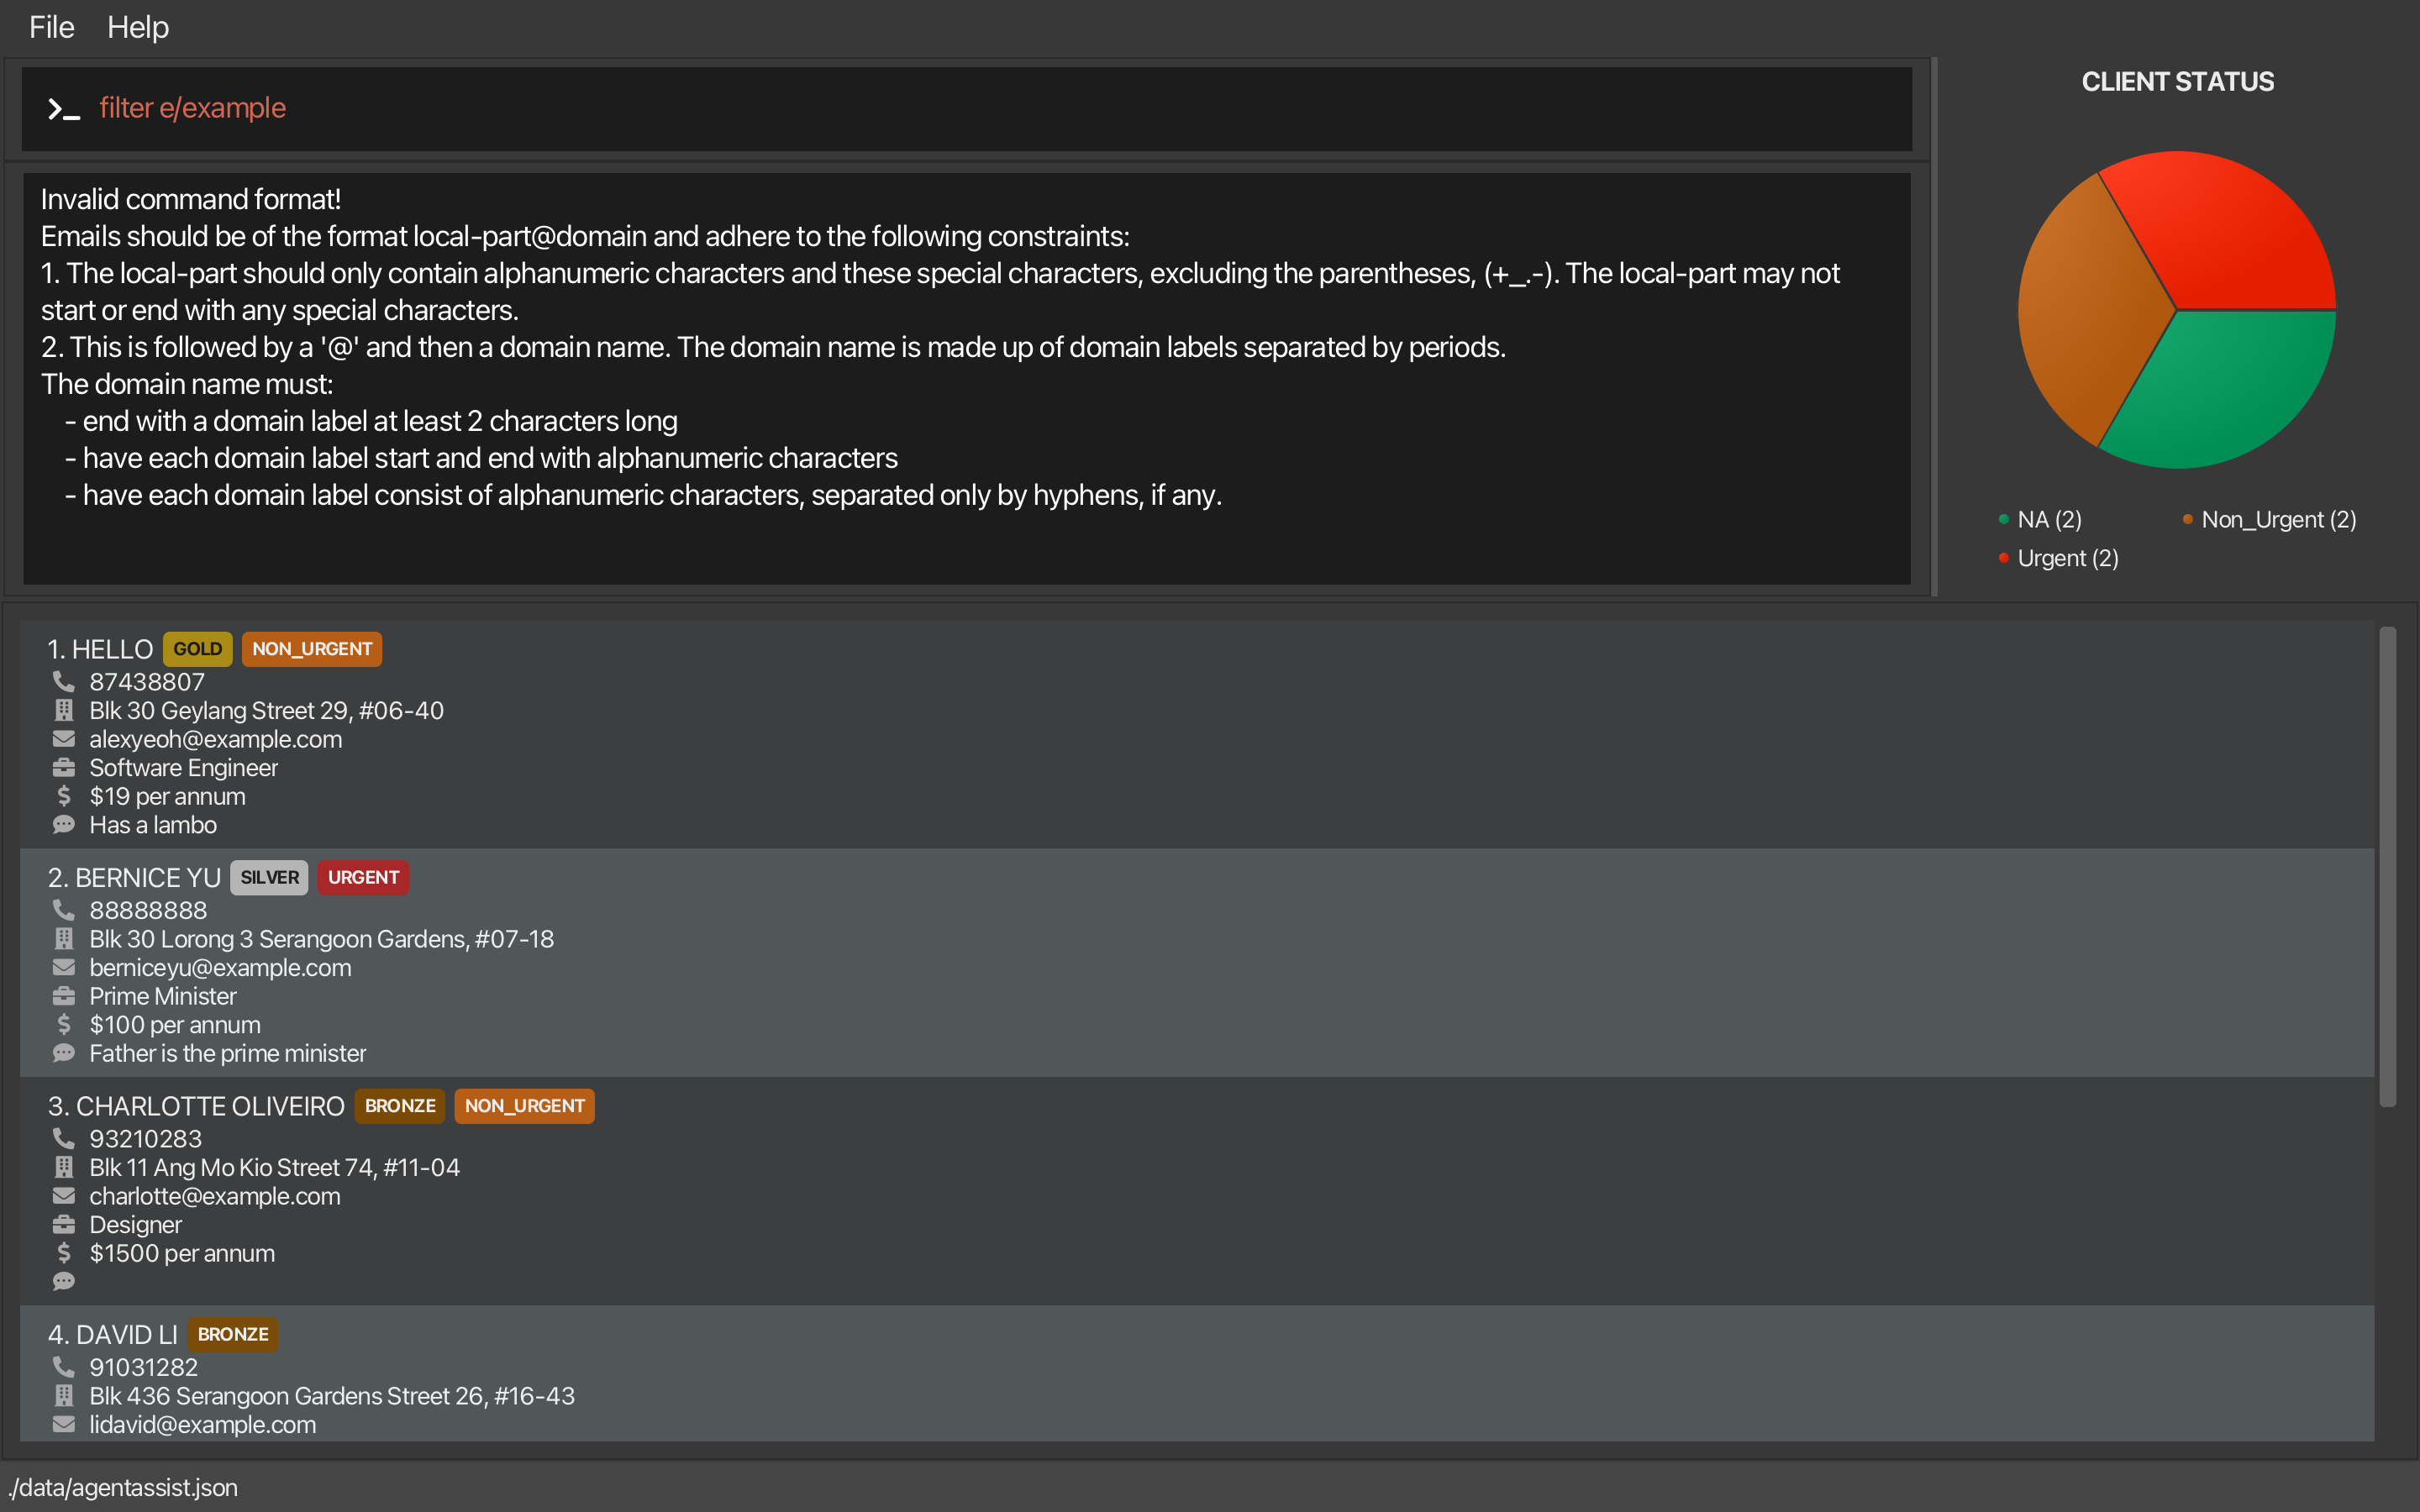 File Help
filter e/example
Invalid command format!
Emails should be of the format local-part@domain and adhere to the following constraints:
1. The local-part should only contain alphanumeric characters and these special characters, excluding the parentheses, (+_.-). The local-part may not
start or end with any special characters.
2. This is followed by a '@' and then a domain name. The domain name is made up of domain labels separated by periods.
The domain name must:
- end with a domain label at least 2 characters long
- have each domain label start and end with alphanumeric characters
- have each domain label consist of alphanumeric characters, separated only by hyphens, if any.
CLIENT STATUS
NA (2) Non_Urgent (2)
Urgent (2)
1. HELLO GOLD NON_URGENT
87438807
Blk 30 Geylang Street 29, #06-40
alexyeoh@example.com
Software Engineer
$19 per annum
Has a lambo
2. BERNICE YU SILVER URGENT
88888888
Blk 30 Lorong 3 Serangoon Gardens, #07-18
berniceyu@example.com
Prime Minister
$100 per annum
Father is the prime minister
3. CHARLOTTE OLIVEIRO BRONZE NON_URGENT
93210283
Blk 11 Ang Mo Kio Street 74, #11-04
charlotte@example.com
Designer
$1500 per annum
4. DAVID LI BRONZE
91031282
Blk 436 Serangoon Gardens Street 26, #16-43
lidavid@example.com
./data/agentassist.json